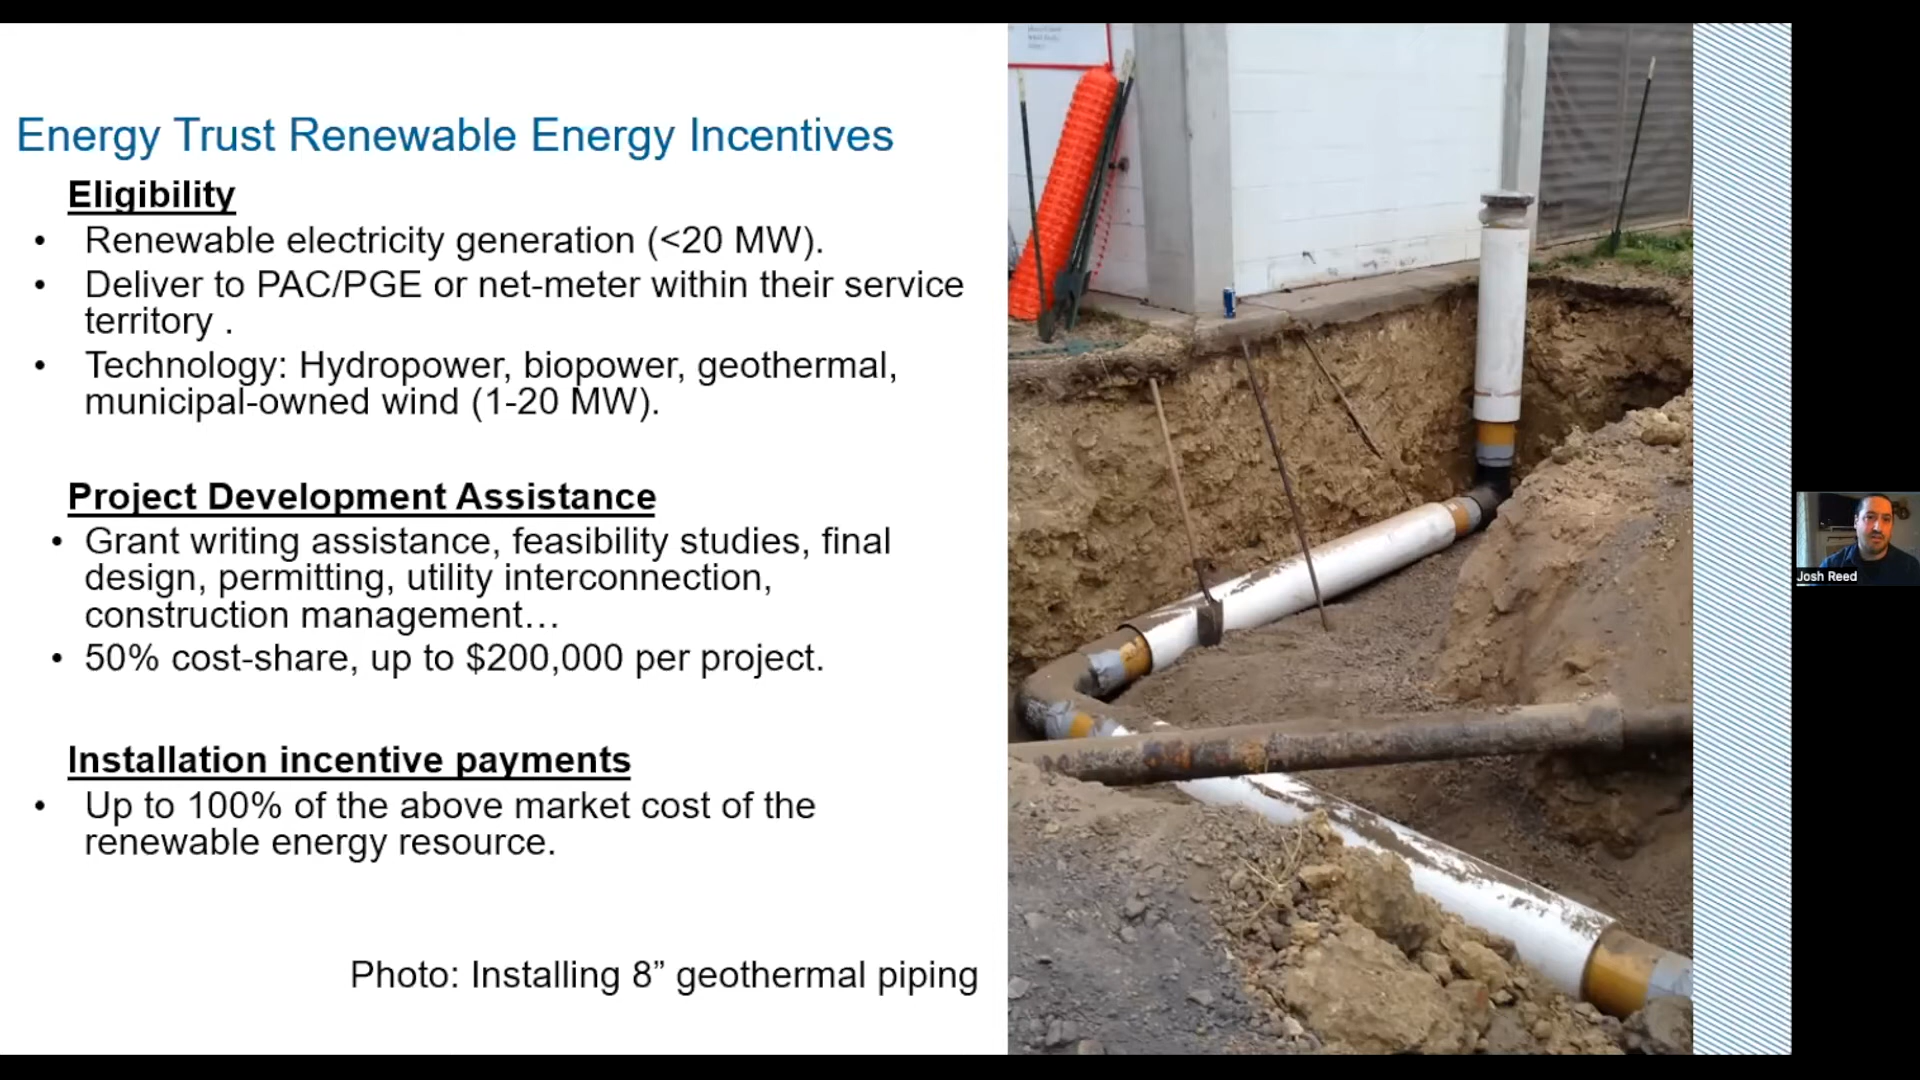 Energy Trust Renewable Energy Incentives
Eligibility
• Renewable electricity generation (<20 MW).
• Deliver to PAC/PGE or net-meter within their service
territory .
• Technology: Hydropower, biopower, geothermal,
municipal-owned wind (1-20 MW).
Project Development Assistance
• Grant writing assistance, feasibility studies, final
design, permitting, utility interconnection,
construction management…
• 50% cost-share, up to $200,000 per project.
Installation incentive payments
• Up to 100% of the above market cost of the
renewable energy resource.
Photo: Installing 8” geothermal piping
Josh Reed